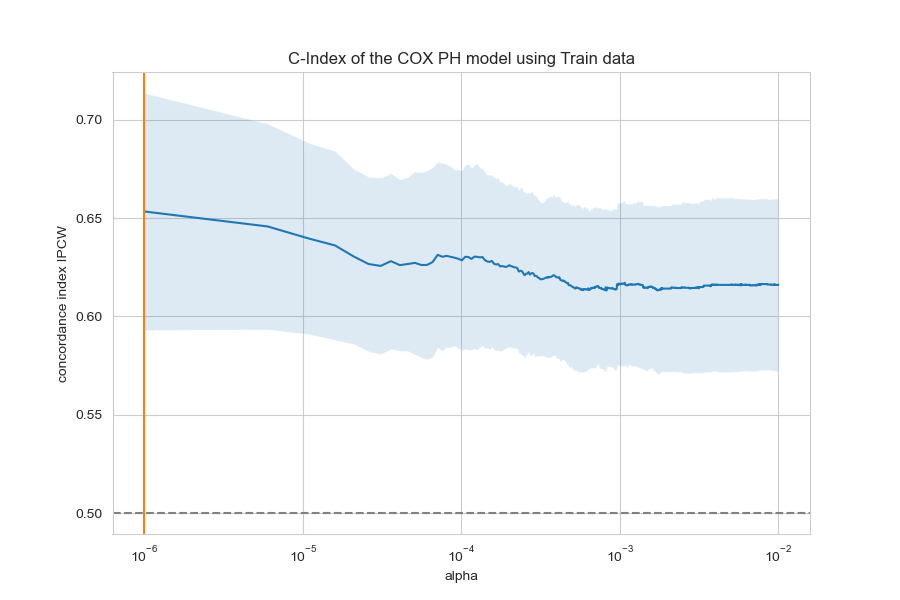 C-Index of the COX PH model using Train data
concordance index IPCW
0.70
0.65
0.60
0.55
0.50
10⁻⁶ 10⁻⁵ 10⁻⁴ 10⁻³ 10⁻²
alpha